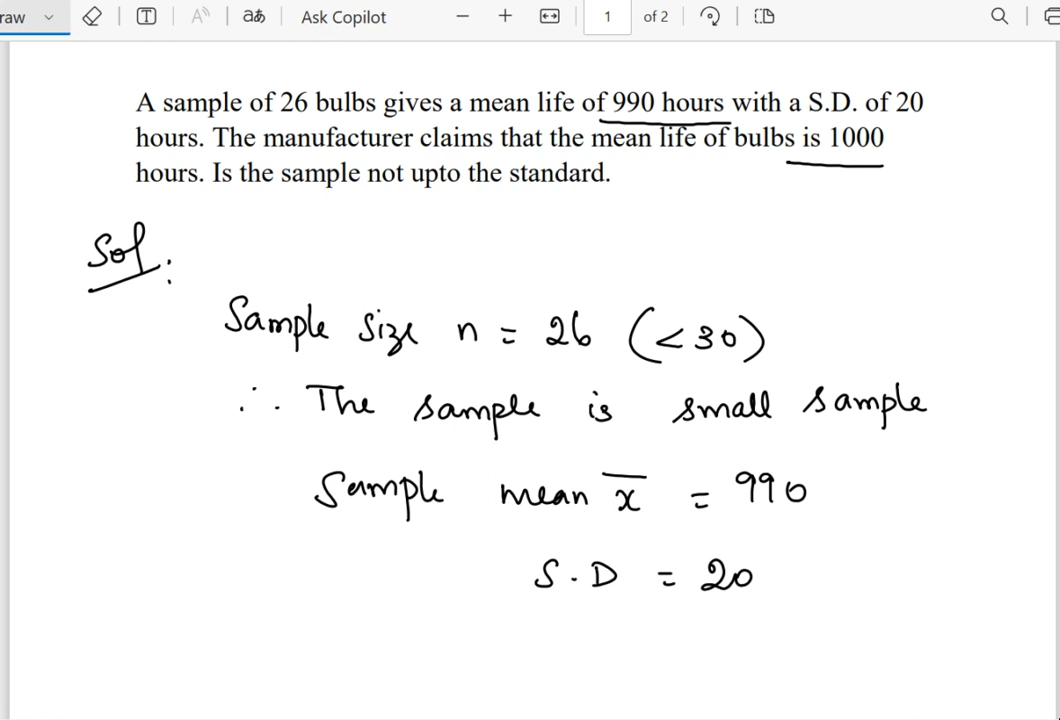 raw
T
A
aあ
Ask Copilot
1
of 2
A sample of 26 bulbs gives a mean life of 990 hours with a S.D. of 20
hours. The manufacturer claims that the mean life of bulbs is 1000
hours. Is the sample not upto the standard.
Sol :
Sample size n = 26 (<30)
∴ The sample is small sample
Sample mean x̄ = 990
S.D = 20